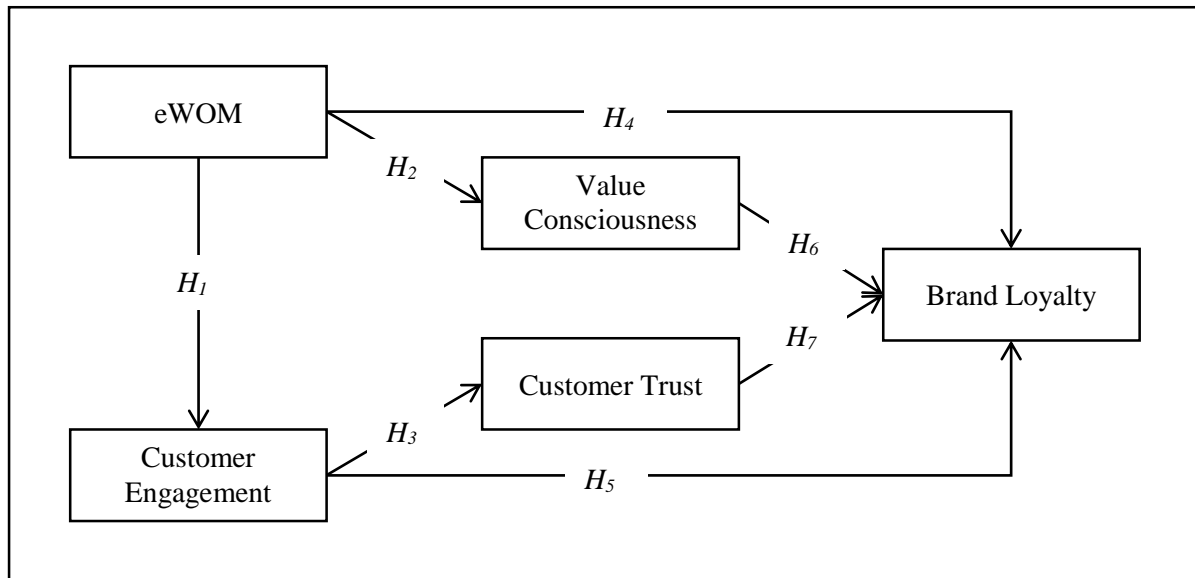 eWOM
H4
H2
Value
Consciousness
H6
H1
Brand Loyalty
H7
Customer Trust
H3
Customer
Engagement
H5